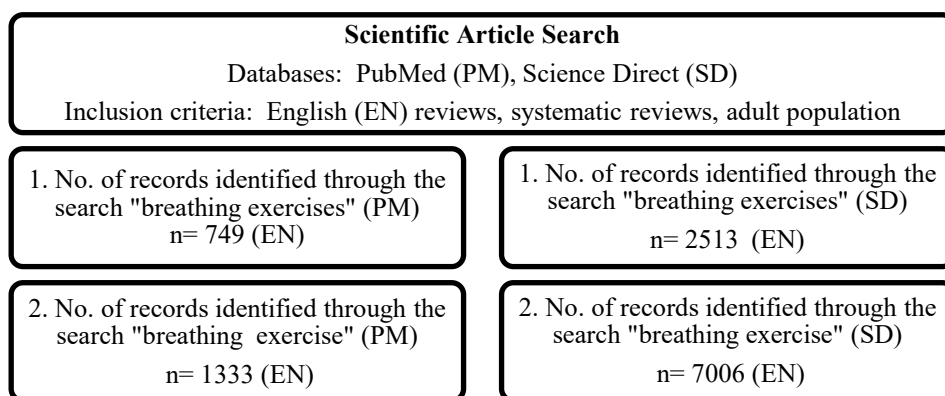 Scientific Article Search
Databases:  PubMed (PM), Science Direct (SD)
Inclusion criteria:  English (EN) reviews, systematic reviews, adult population
1. No. of records identified through the
search "breathing exercises" (PM)
n= 749 (EN)
1. No. of records identified through the
search "breathing exercises" (SD)
n= 2513  (EN)
2. No. of records identified through the
search "breathing  exercise" (PM)
n= 1333 (EN)
2. No. of records identified through the
search "breathing exercise" (SD)
n= 7006 (EN)